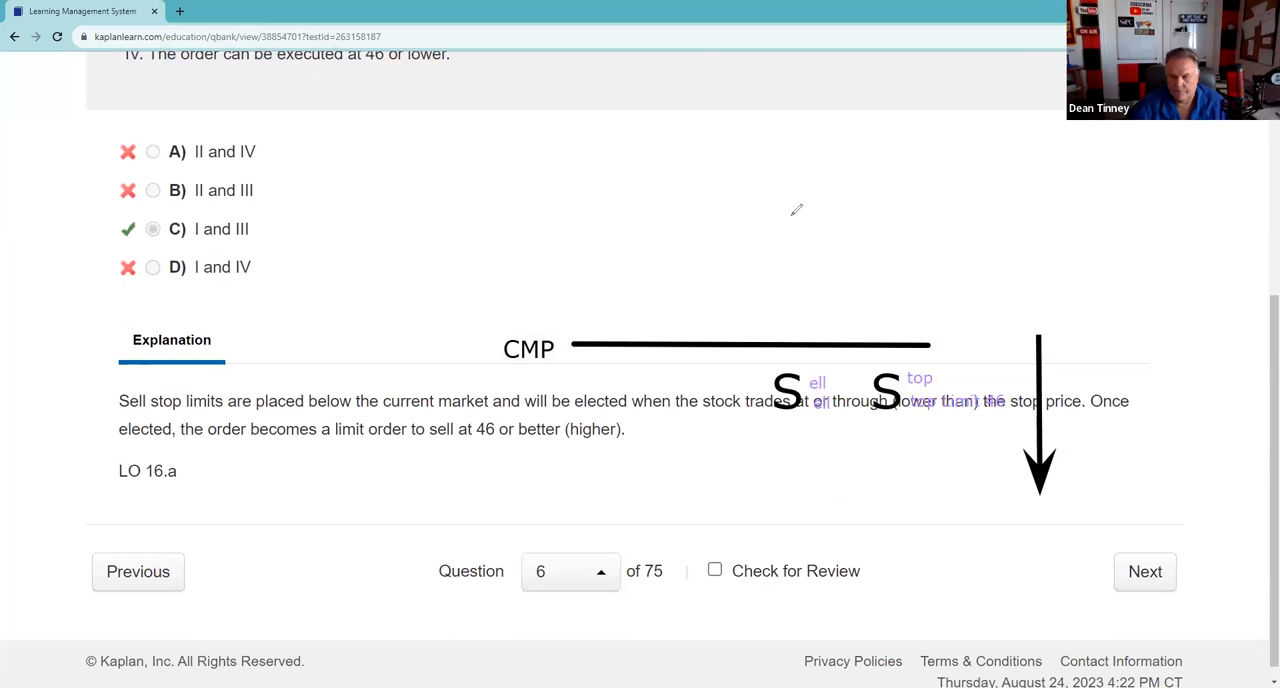 Learning Management System
kaplanlearn.com/education/qbank/view/38854701?testId=263158187
Dean Tinney
IV. The order can be executed at 46 or lower.
A) II and IV
B) II and III
C) I and III
D) I and IV
Explanation
CMP
S ell S top
Sell stop limits are placed below the current market and will be elected when the stock trades at or through (lower than) the stop price. Once
elected, the order becomes a limit order to sell at 46 or better (higher).
LO 16.a
Previous
Question 6 of 75 | Check for Review
Next
© Kaplan, Inc. All Rights Reserved.
Privacy Policies Terms & Conditions Contact Information
Thursday, August 24, 2023 4:22 PM CT